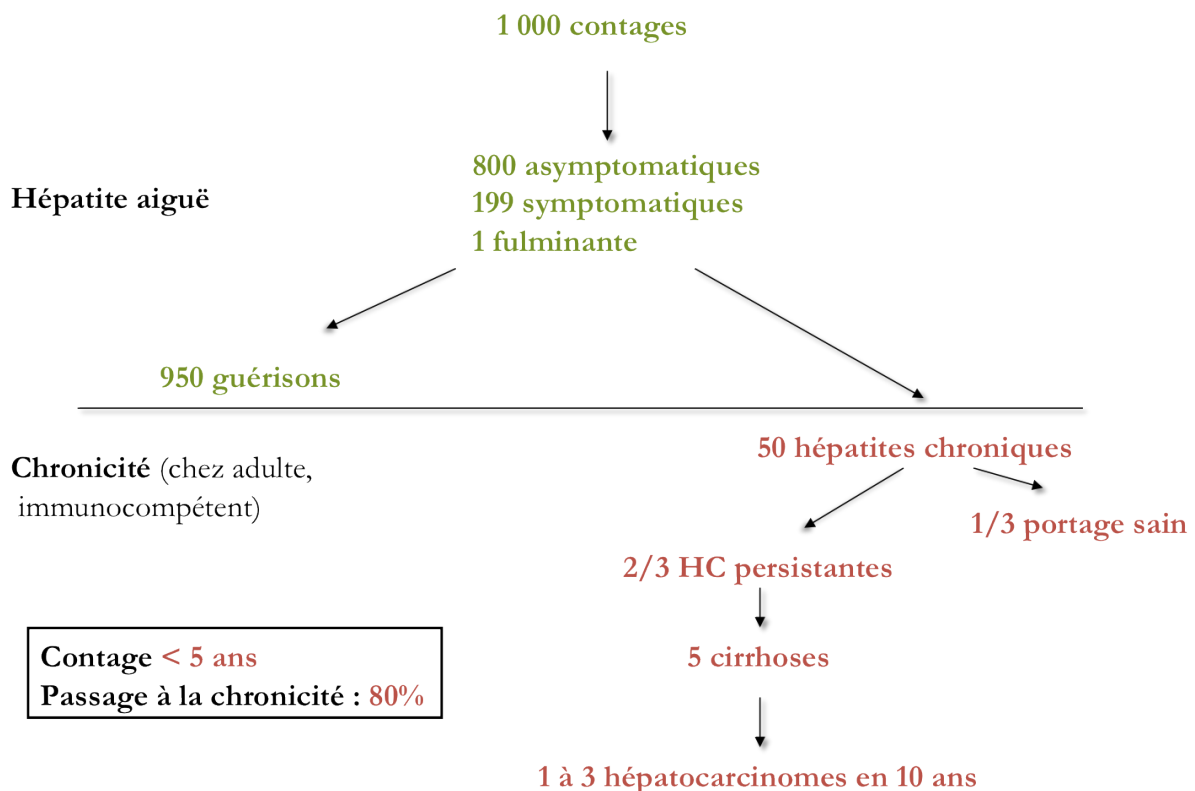 1 000 contages
800 asymptomatiques
Hépatite aiguë
199 symptomatiques
1 fulminante
950 guérisons
50 hépatites chroniques
Chronicité (chez adulte,
immunocompétent)
1/3 portage sain
2/3 HC persistantes
Contage < 5 ans
Passage à la chronicité : 80%
5 cirrhoses
1 à 3 hépatocarcinomes en 10 ans